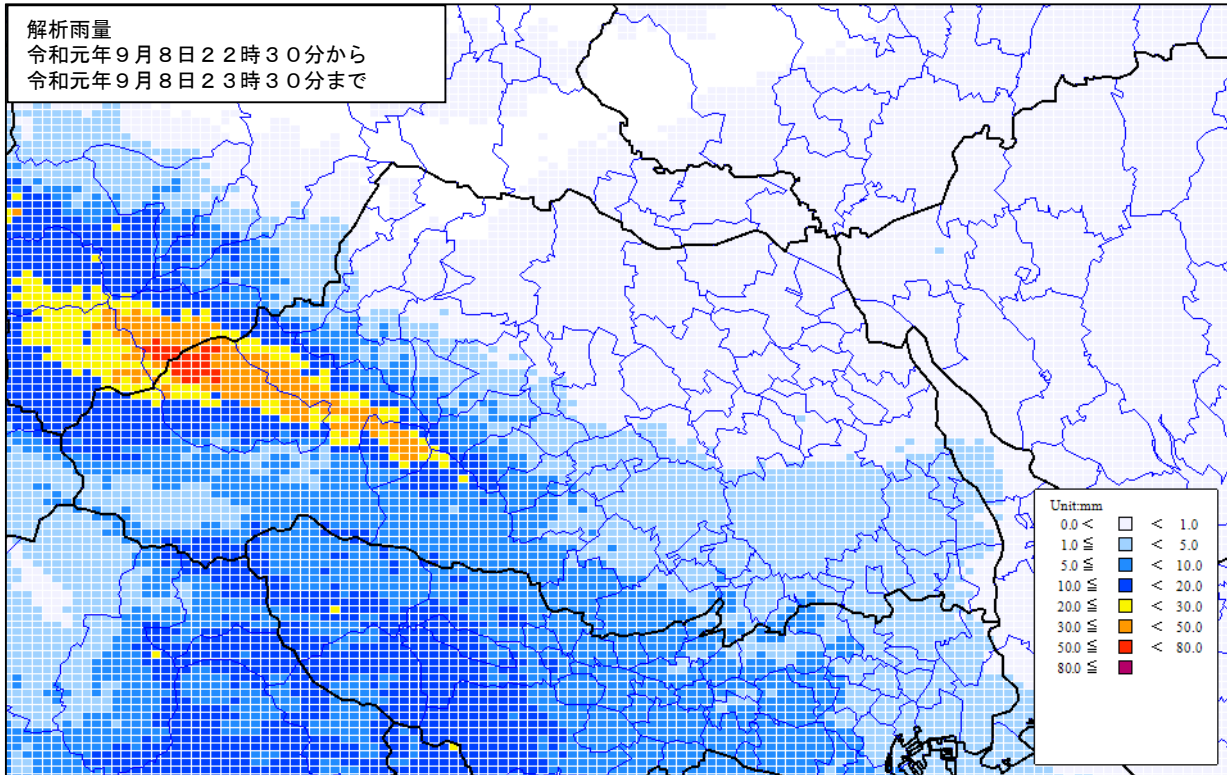 解析雨量
令和元年９月８日２２時３０分から
令和元年９月８日２３時３０分まで
Unit:mm
0.0 < < 1.0
1.0 ≦ < 5.0
5.0 ≦ < 10.0
10.0 ≦ < 20.0
20.0 ≦ < 30.0
30.0 ≦ < 50.0
50.0 ≦ < 80.0
80.0 ≦